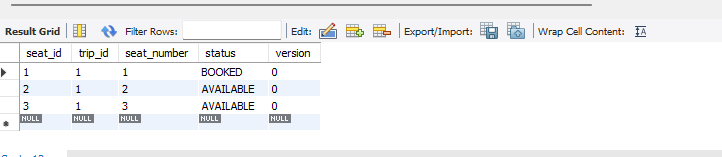 Result Grid Filter Rows: Edit: Export/Import: Wrap Cell Content: IA
seat_id trip_id seat_number status version
1 1 1 BOOKED 0
2 1 2 AVAILABLE 0
3 1 3 AVAILABLE 0
NULL NULL NULL NULL NULL